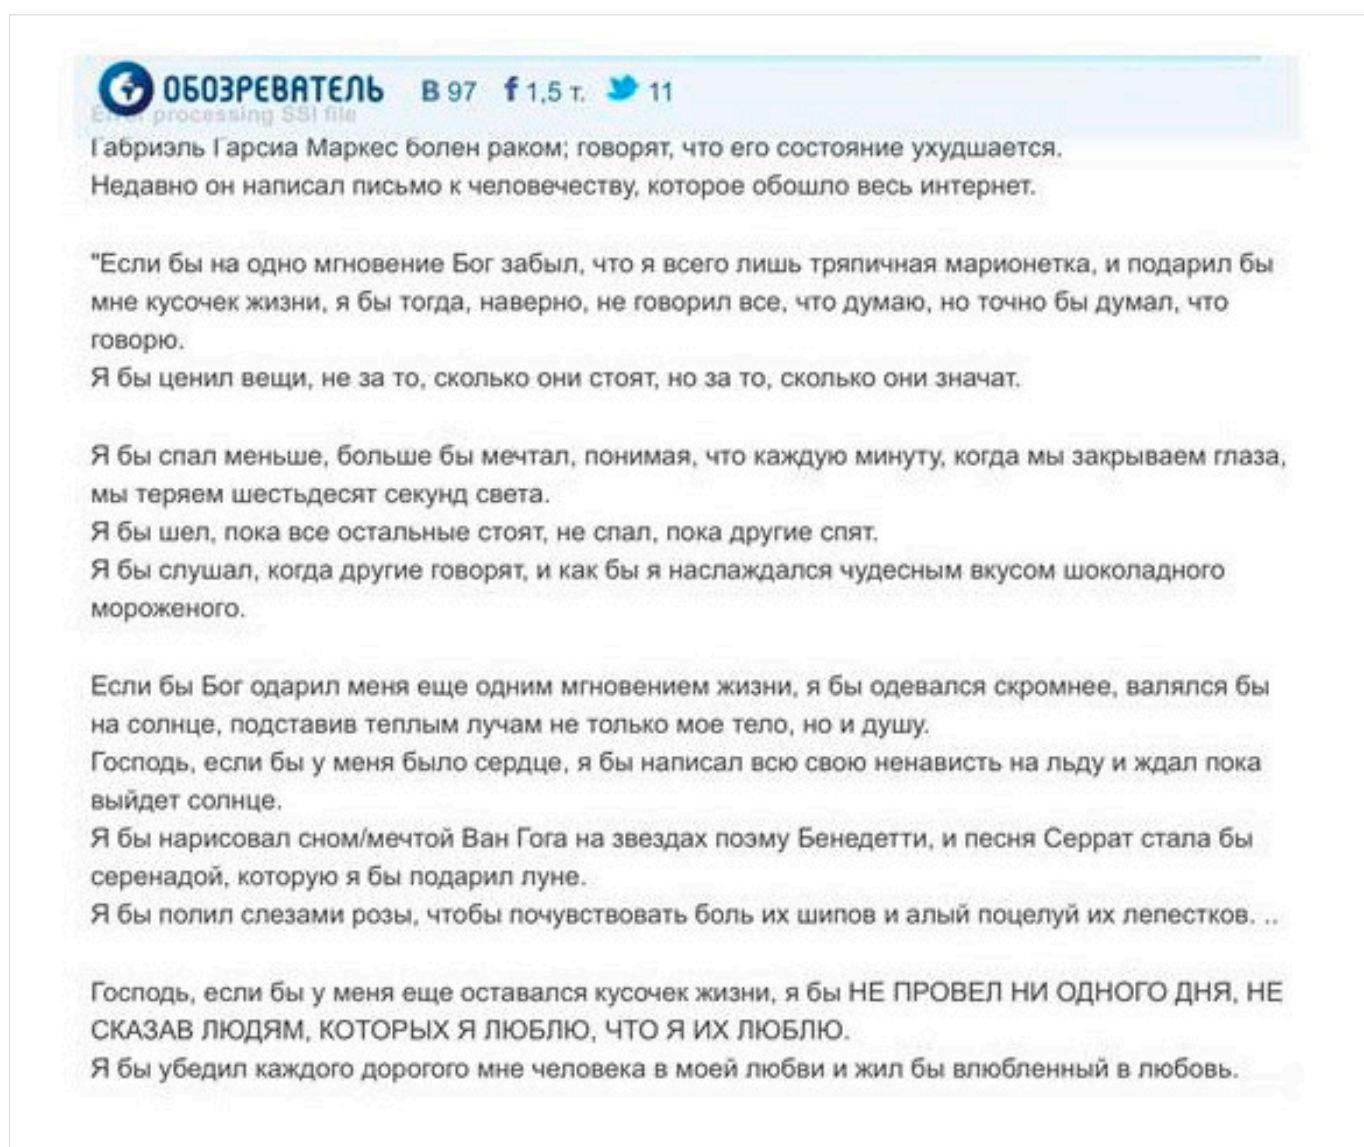 ОБОЗРЕВАТЕЛЬ B 97 f 1,5 т. 11
Error processing SSI file
Габриэль Гарсиа Маркес болен раком; говорят, что его состояние ухудшается.
Недавно он написал письмо к человечеству, которое обошло весь интернет.
"Если бы на одно мгновение Бог забыл, что я всего лишь тряпичная марионетка, и подарил бы
мне кусочек жизни, я бы тогда, наверно, не говорил все, что думаю, но точно бы думал, что
говорю.
Я бы ценил вещи, не за то, сколько они стоят, но за то, сколько они значат.
Я бы спал меньше, больше бы мечтал, понимая, что каждую минуту, когда мы закрываем глаза,
мы теряем шестьдесят секунд света.
Я бы шел, пока все остальные стоят, не спал, пока другие спят.
Я бы слушал, когда другие говорят, и как бы я наслаждался чудесным вкусом шоколадного
мороженого.
Если бы Бог одарил меня еще одним мгновением жизни, я бы одевался скромнее, валялся бы
на солнце, подставив теплым лучам не только мое тело, но и душу.
Господь, если бы у меня было сердце, я бы написал всю свою ненависть на льду и ждал пока
выйдет солнце.
Я бы нарисовал сном/мечтой Ван Гога на звездах поэму Бенедетти, и песня Серрат стала бы
серенадой, которую я бы подарил луне.
Я бы полил слезами розы, чтобы почувствовать боль их шипов и алый поцелуй их лепестков. ..
Господь, если бы у меня еще оставался кусочек жизни, я бы НЕ ПРОВЕЛ НИ ОДНОГО ДНЯ, НЕ
СКАЗАВ ЛЮДЯМ, КОТОРЫХ Я ЛЮБЛЮ, ЧТО Я ИХ ЛЮБЛЮ.
Я бы убедил каждого дорогого мне человека в моей любви и жил бы влюбленный в любовь.